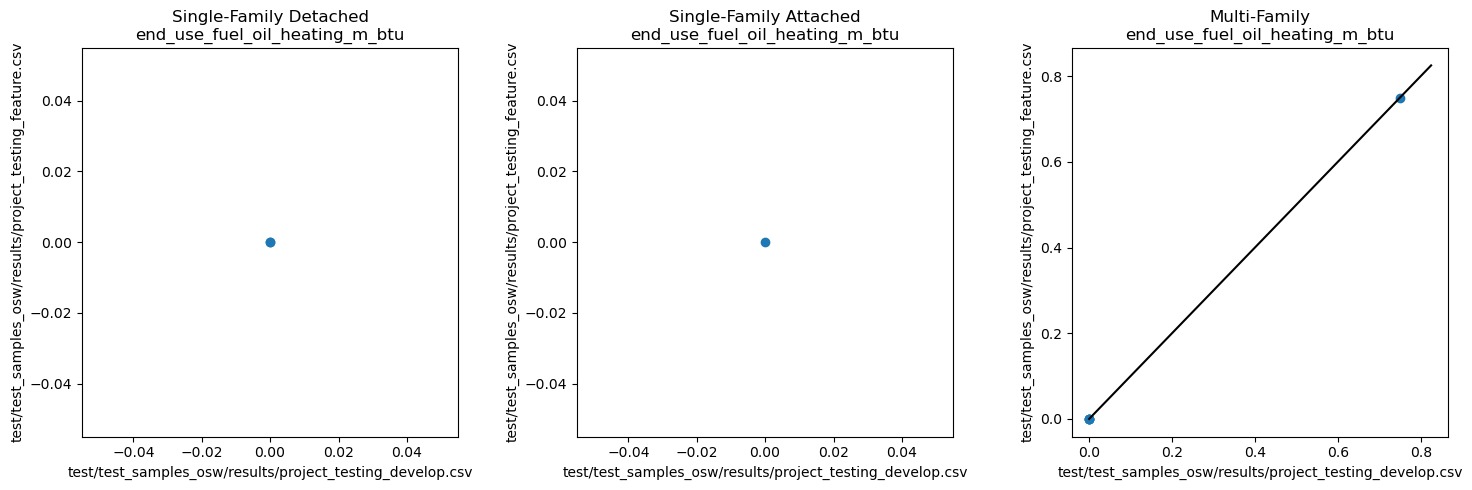 Single-Family Detached
end_use_fuel_oil_heating_m_btu
test/test_samples_osw/results/project_testing_feature.csv
0.04
0.02
0.00
−0.02
−0.04
−0.04
−0.02
0.00
0.02
0.04
test/test_samples_osw/results/project_testing_develop.csv
Single-Family Attached
end_use_fuel_oil_heating_m_btu
test/test_samples_osw/results/project_testing_feature.csv
0.04
0.02
0.00
−0.02
−0.04
−0.04
−0.02
0.00
0.02
0.04
test/test_samples_osw/results/project_testing_develop.csv
Multi-Family
end_use_fuel_oil_heating_m_btu
test/test_samples_osw/results/project_testing_feature.csv
0.8
0.6
0.4
0.2
0.0
0.0
0.2
0.4
0.6
0.8
test/test_samples_osw/results/project_testing_develop.csv